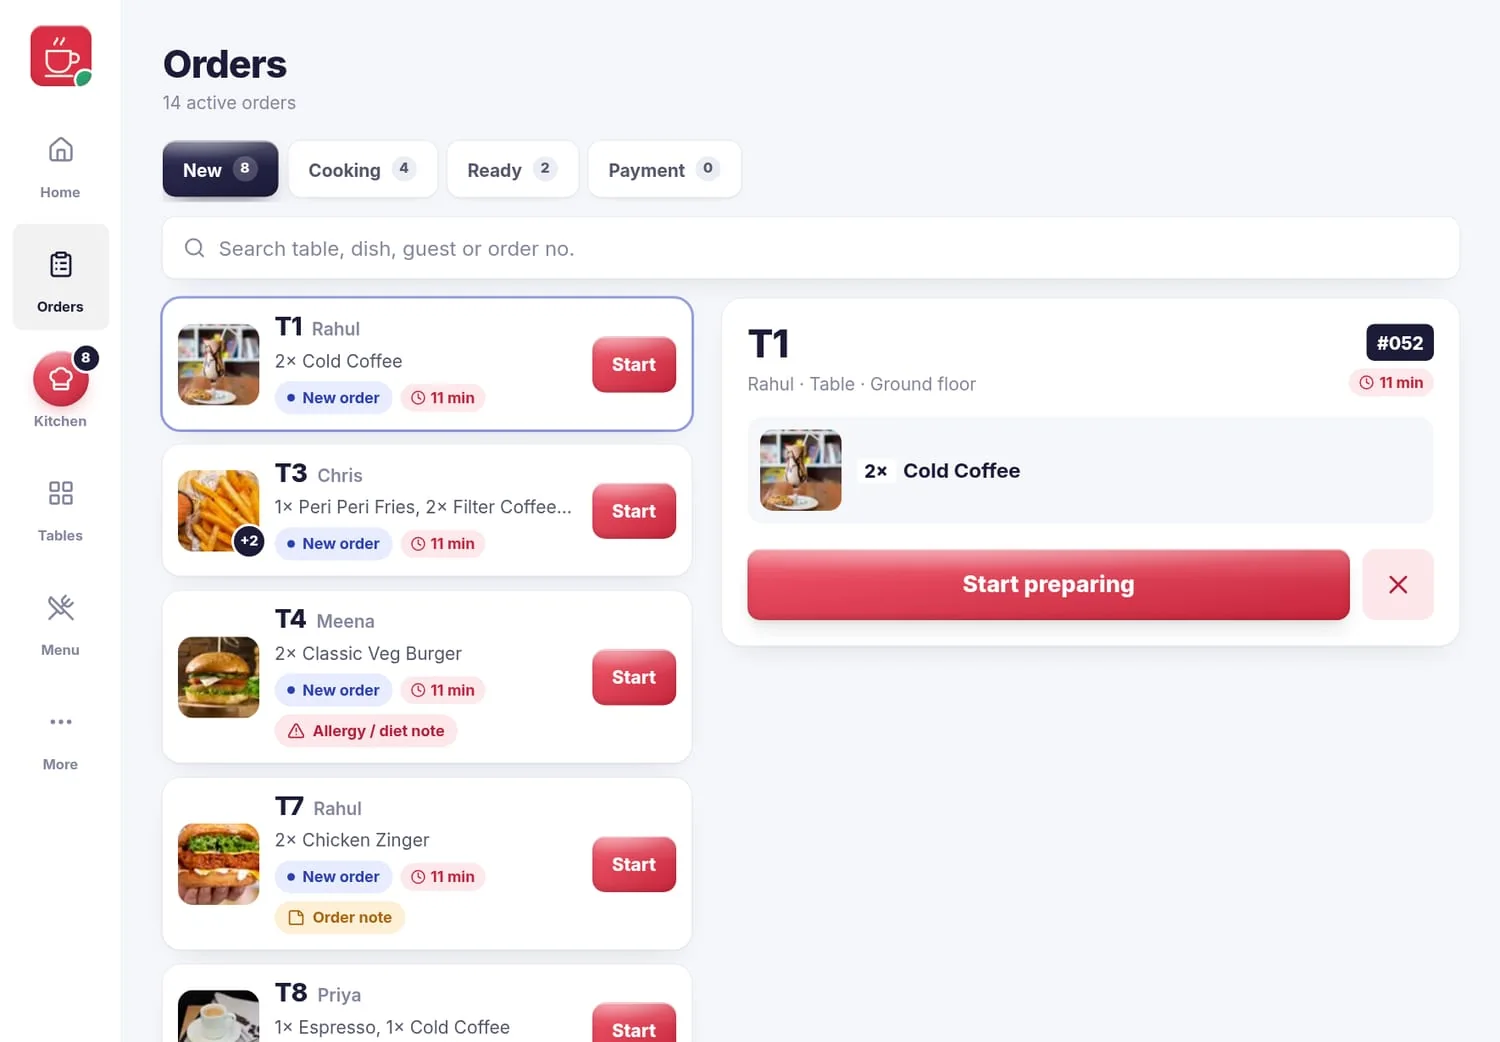 Orders
14 active orders
New 8
Cooking 4
Ready 2
Payment 0
Search table, dish, guest or order no.
Home
Orders
8
Kitchen
Tables
Menu
More
T1 Rahul
2× Cold Coffee
New order
11 min
Start
T3 Chris
1× Peri Peri Fries, 2× Filter Coffee...
+2
New order
11 min
Start
T4 Meena
2× Classic Veg Burger
New order
11 min
Allergy / diet note
Start
T7 Rahul
2× Chicken Zinger
New order
11 min
Order note
Start
T8 Priya
1× Espresso, 1× Cold Coffee
Start
T1
#052
Rahul · Table · Ground floor
11 min
2× Cold Coffee
Start preparing